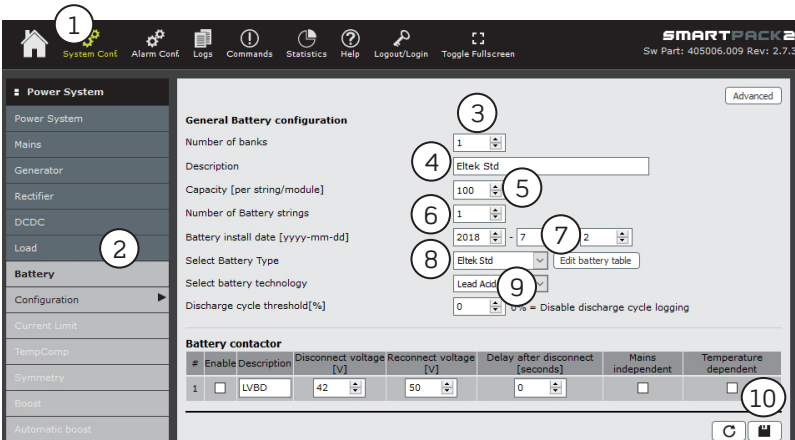 1
SMARTPACK2
System Conf. Alarm Conf. Logs Commands Statistics Help Logout/Login Toggle Fullscreen
Sw Part: 405006.009 Rev: 2.7.3
Power System
Advanced
Power System
General Battery configuration
3
Mains
Number of banks 1
Generator
Description 4 Eltek Std
Rectifier
Capacity [per string/module] 100 5
DCDC
Number of Battery strings 6 1
Load 2
Battery install date [yyyy-mm-dd] 2018 - 7 7 2
Battery
Select Battery Type 8 Eltek Std Edit battery table
Configuration
Select battery technology Lead Acid 9
Discharge cycle threshold[%] 0 0% = Disable discharge cycle logging
Current Limit
TempComp
Battery contactor
# Enable Description Disconnect voltage [V] Reconnect voltage [V] Delay after disconnect [seconds] Mains independent Temperature dependent
Symmetry
1 LVBD 42 50 0
Boost
10
Automatic boost